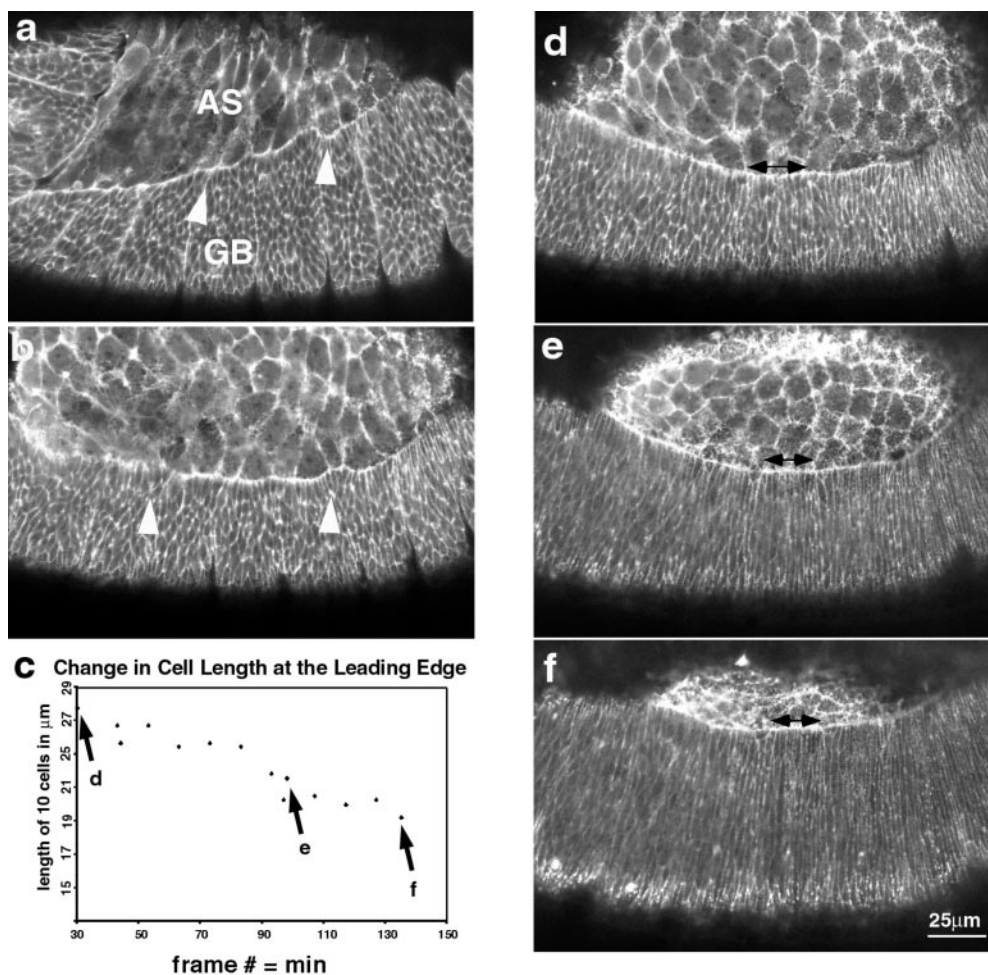 a
AS
GB
b
c Change in Cell Length at the Leading Edge
length of 10 cells in μm
29
27
25
21
19
17
15
d
e
f
30 50 70 90 110 130 150
frame # = min
d
e
f
25μm